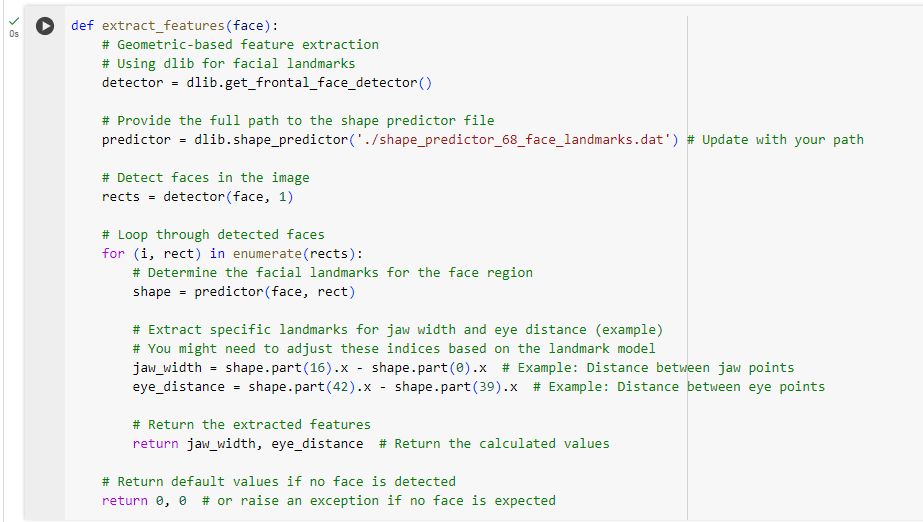 0s
def extract_features(face):
    # Geometric-based feature extraction
    # Using dlib for facial landmarks
    detector = dlib.get_frontal_face_detector()
    # Provide the full path to the shape predictor file
    predictor = dlib.shape_predictor('./shape_predictor_68_face_landmarks.dat') # Update with your path
    # Detect faces in the image
    rects = detector(face, 1)
    # Loop through detected faces
    for (i, rect) in enumerate(rects):
        # Determine the facial landmarks for the face region
        shape = predictor(face, rect)
        # Extract specific landmarks for jaw width and eye distance (example)
        # You might need to adjust these indices based on the landmark model
        jaw_width = shape.part(16).x - shape.part(0).x  # Example: Distance between jaw points
        eye_distance = shape.part(42).x - shape.part(39).x  # Example: Distance between eye points
        # Return the extracted features
        return jaw_width, eye_distance  # Return the calculated values
    # Return default values if no face is detected
    return 0, 0  # or raise an exception if no face is expected